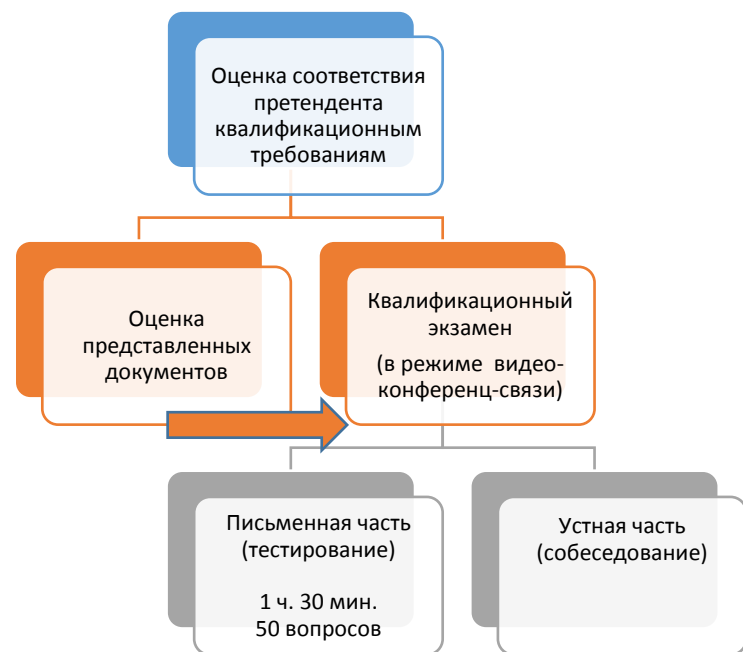 Оценка соответствия
претендента
квалификационным
требованиям
Оценка
представленных
документов
Квалификационный
экзамен
(в режиме видео-
конференц-связи)
Письменная часть
(тестирование)
1 ч. 30 мин.
50 вопросов
Устная часть
(собеседование)